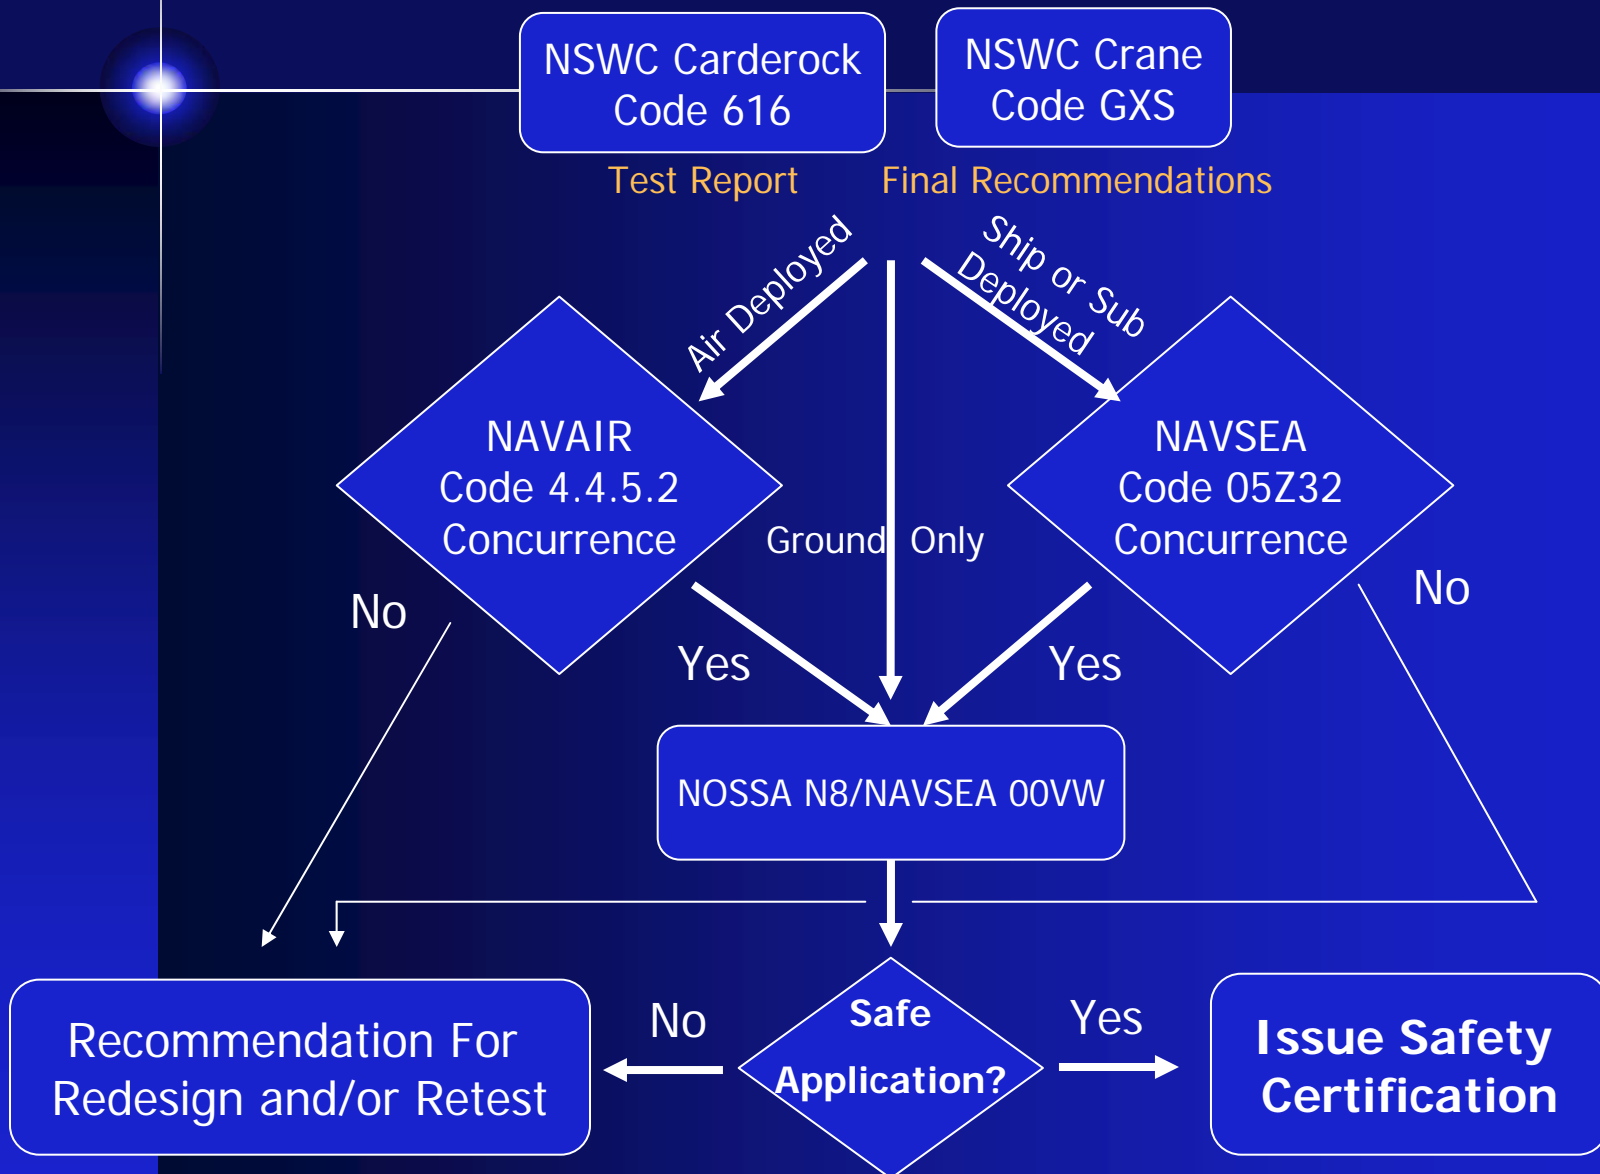 NSWC Carderock
Code 616
NSWC Crane
Code GXS
Test Report
Final Recommendations
Air Deployed
Ship or Sub
Deployed
NAVAIR
Code 4.4.5.2
Concurrence
Ground Only
NAVSEA
Code 05Z32
Concurrence
No
Yes
Yes
No
NOSSA N8/NAVSEA 00VW
Recommendation For
Redesign and/or Retest
No
Safe
Application?
Yes
Issue Safety
Certification